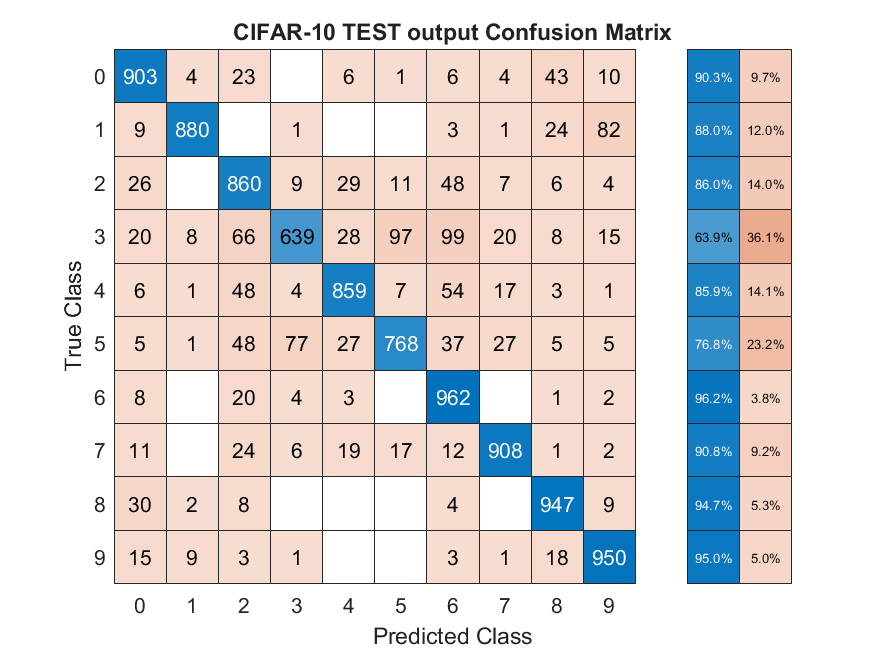 CIFAR-10 TEST output Confusion Matrix
0 903 4 23 6 1 6 4 43 10 90.3% 9.7%
1 9 880 1 3 1 24 82 88.0% 12.0%
2 26 860 9 29 11 48 7 6 4 86.0% 14.0%
3 20 8 66 639 28 97 99 20 8 15 63.9% 36.1%
4 6 1 48 4 859 7 54 17 3 1 85.9% 14.1%
5 5 1 48 77 27 768 37 27 5 5 76.8% 23.2%
6 8 20 4 3 962 1 2 96.2% 3.8%
7 11 24 6 19 17 12 908 1 2 90.8% 9.2%
8 30 2 8 4 947 9 94.7% 5.3%
9 15 9 3 1 3 1 18 950 95.0% 5.0%
0 1 2 3 4 5 6 7 8 9
Predicted Class
True Class